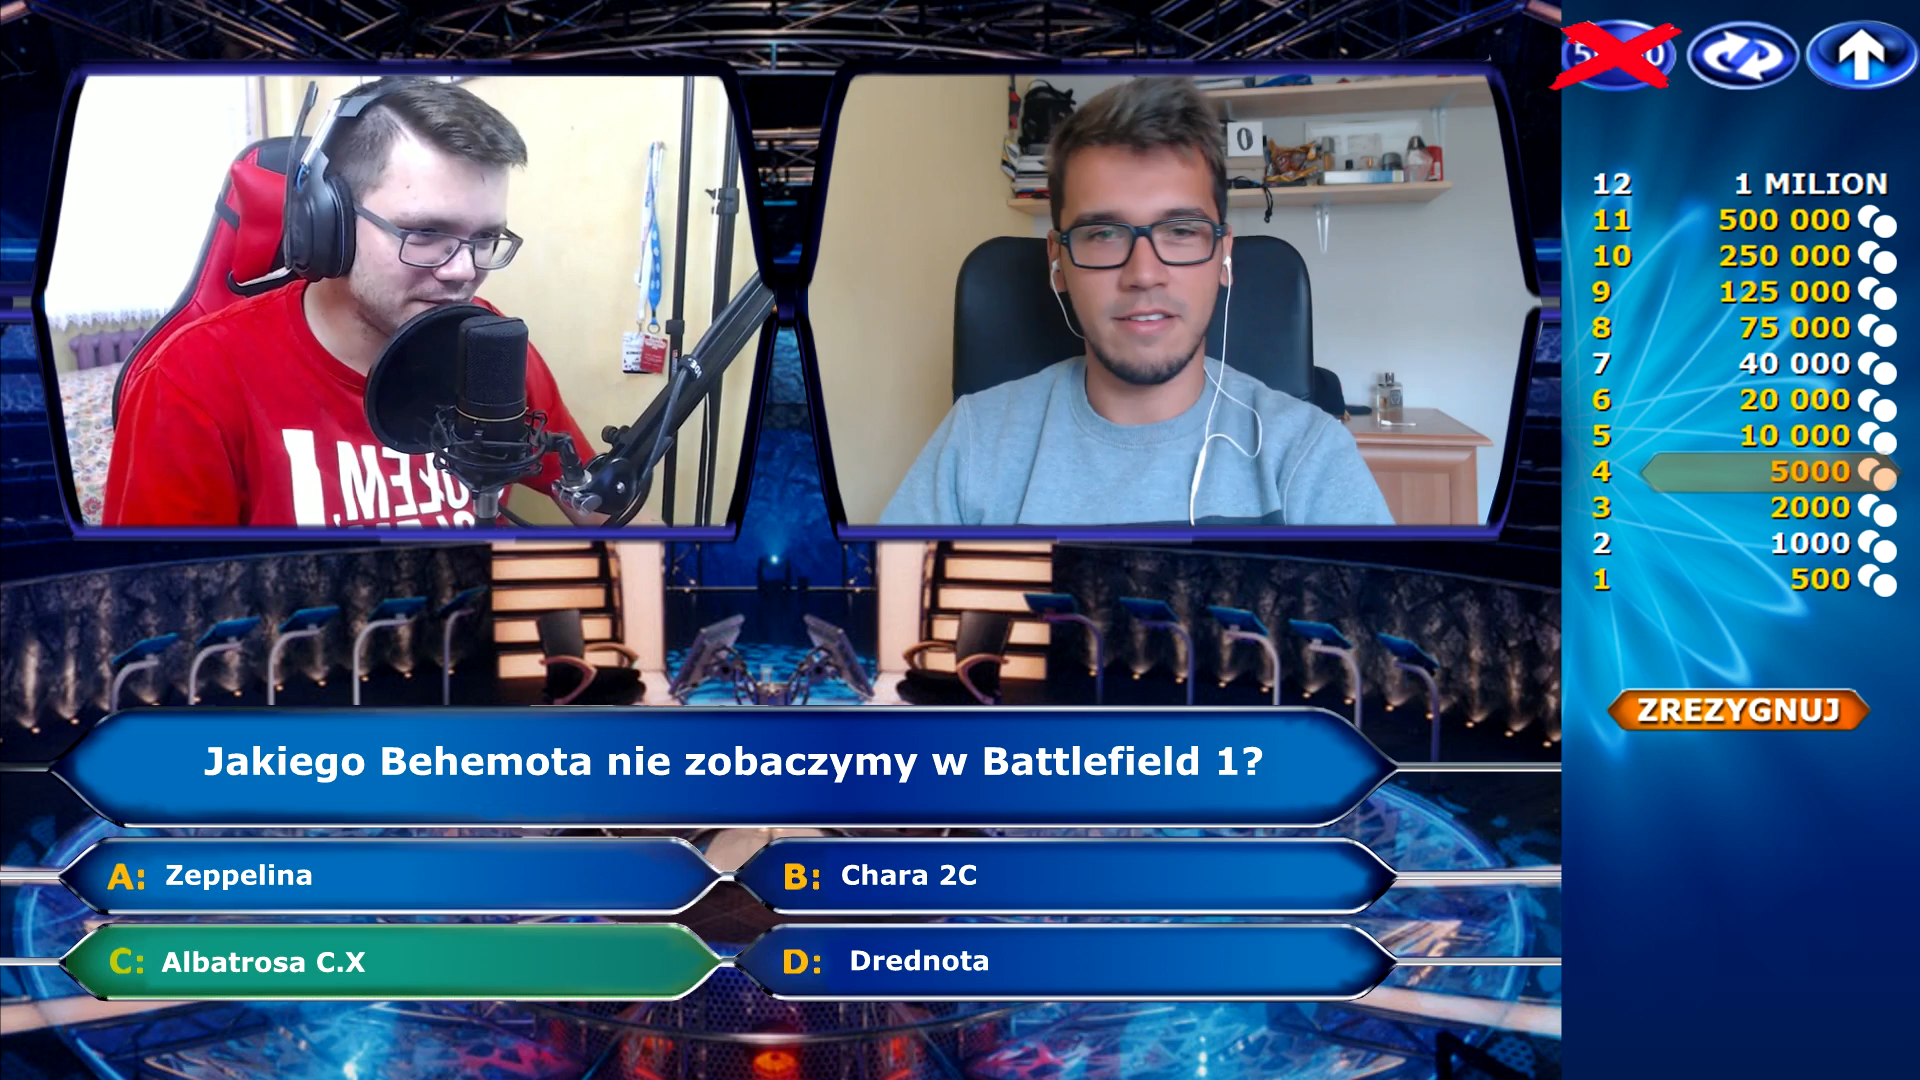 12 1 MILION
11 500 000
10 250 000
9 125 000
8 75 000
7 40 000
6 20 000
5 10 000
4 5000
3 2000
2 1000
1 500
ZREZYGNUJ
0
Jakiego Behemota nie zobaczymy w Battlefield 1?
A: Zeppelina
B: Chara 2C
C: Albatrosa C.X
D: Drednota